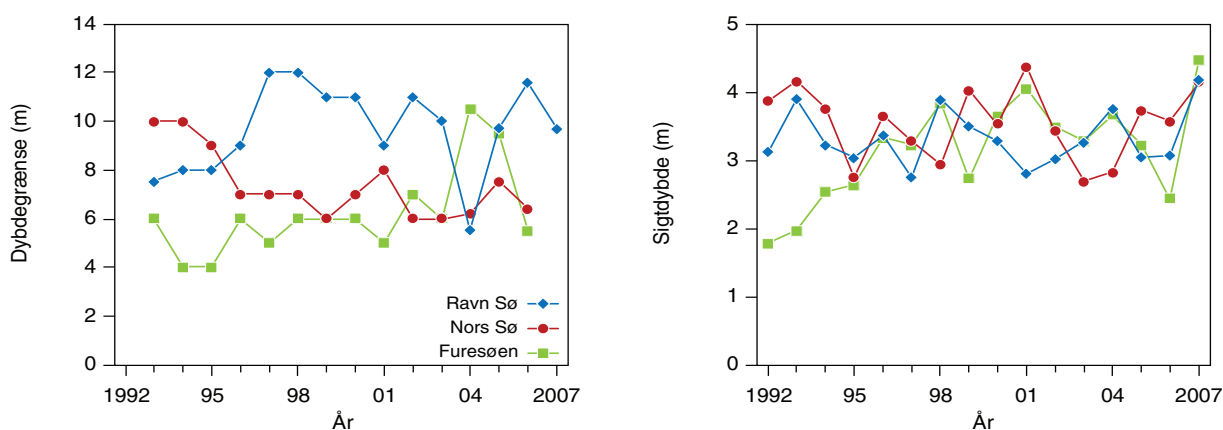 Dybdegrænse (m)
14
12
10
8
6
4
2
0
Ravn Sø
Nors Sø
Furesøen
1992 95 98 01 04 2007
År
Sigtdybde (m)
5
4
3
2
1
0
1992 95 98 01 04 2007
År